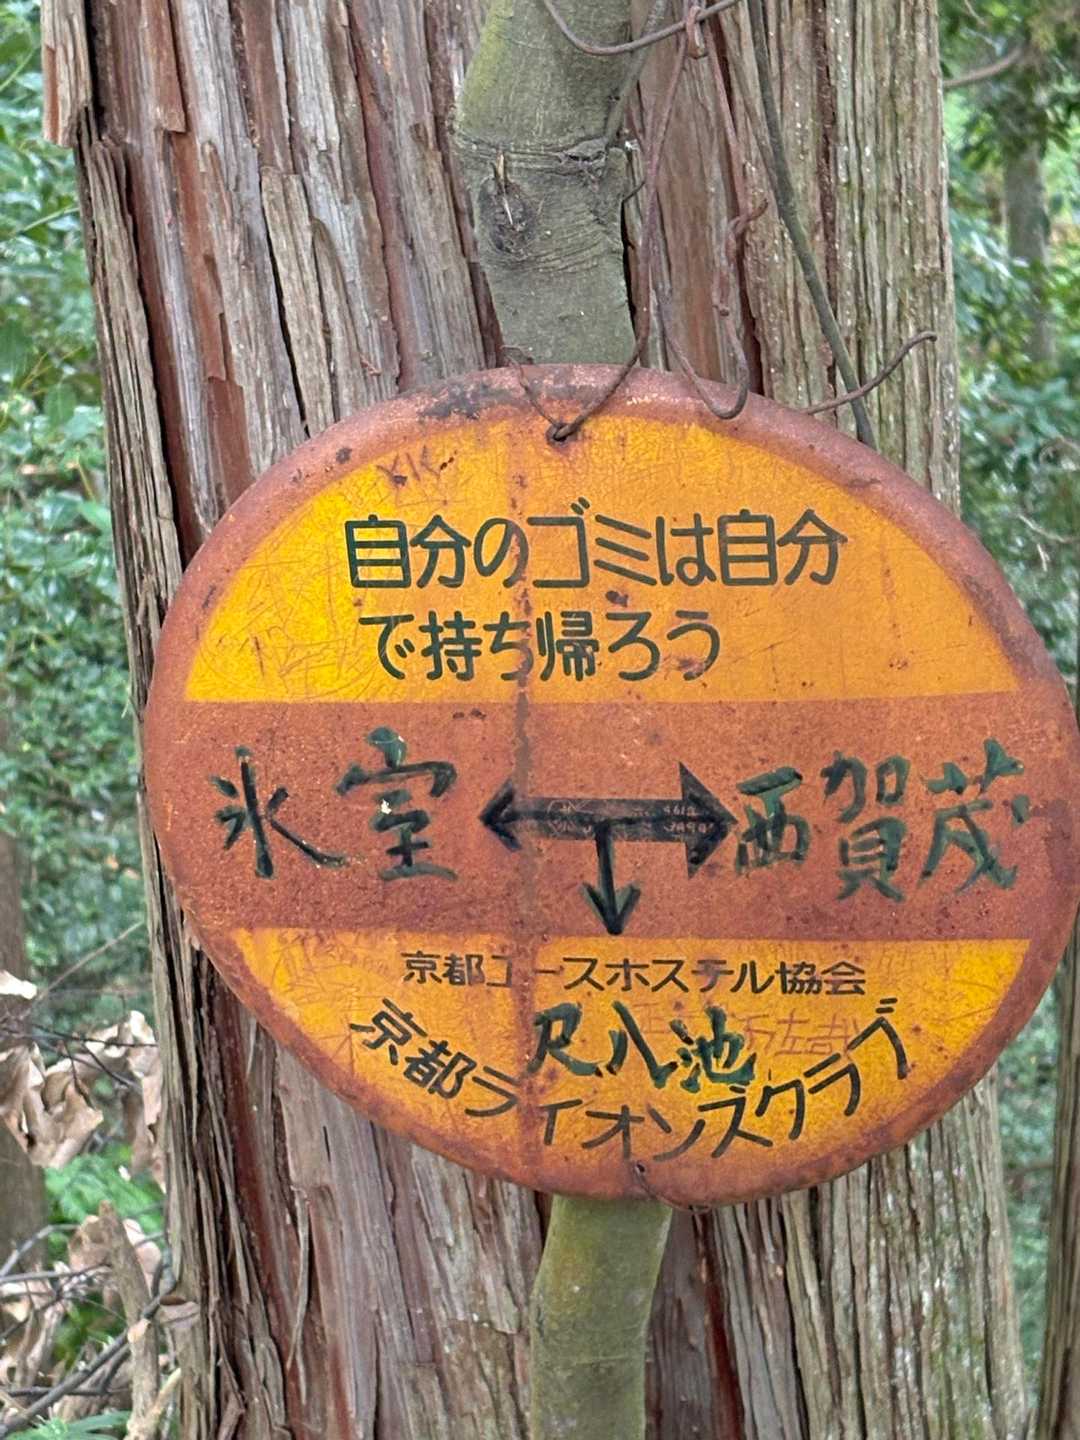 自分のゴミは自分
で持ち帰ろう
氷室 西賀茂
京都ユースホステル協会
尺八池
京都ライオンズクラブ